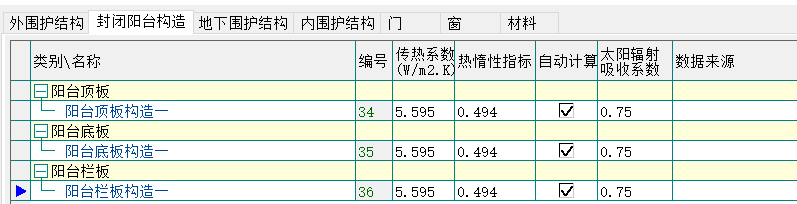 外围护结构 封闭阳台构造 地下围护结构 内围护结构 门 窗 材料
类别\名称 编号 传热系数(W/m2.K) 热惰性指标 自动计算 太阳辐射吸收系数 数据来源
阳台顶板
阳台顶板构造一 34 5.595 0.494 0.75
阳台底板
阳台底板构造一 35 5.595 0.494 0.75
阳台栏板
阳台栏板构造一 36 5.595 0.494 0.75